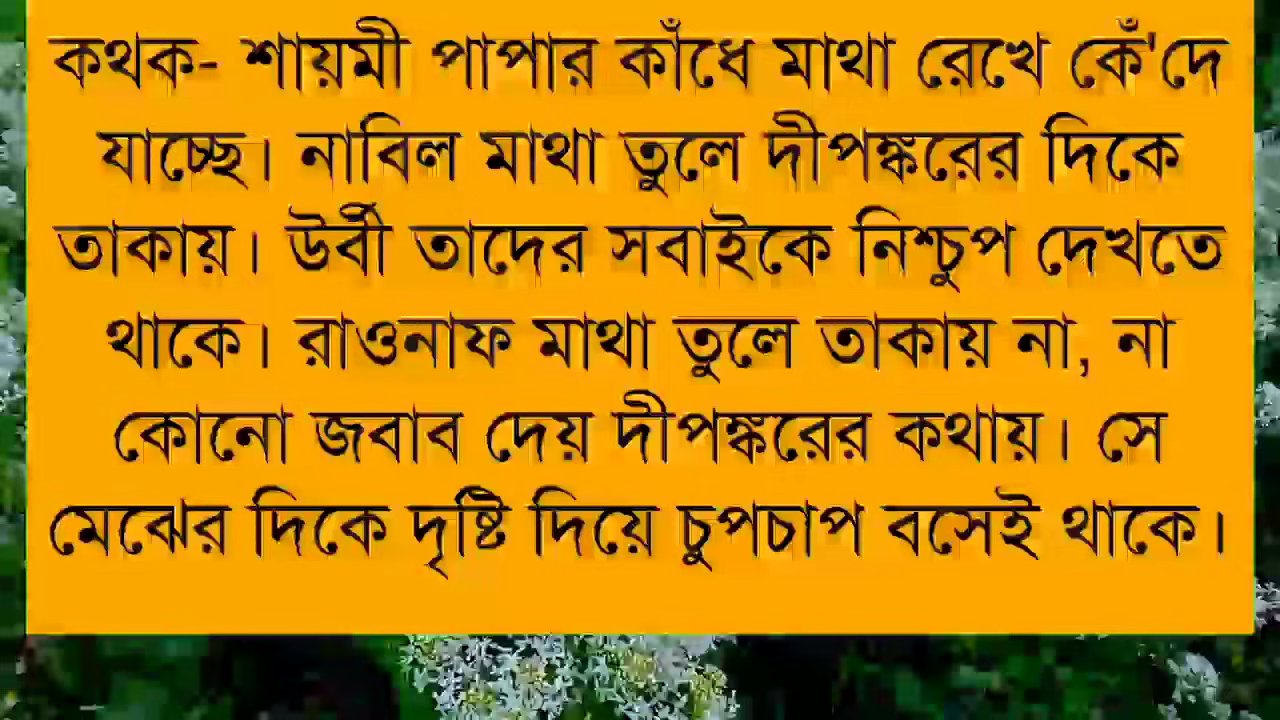 কথক- শায়মী পাপার কাঁধে মাথা রেখে কেঁ'দে
যাচ্ছে। নাবিল মাথা তুলে দীপঙ্করের দিকে
তাকায়। উর্বী তাদের সবাইকে নিশ্চুপ দেখতে
থাকে। রাওনাফ মাথা তুলে তাকায় না, না
কোনো জবাব দেয় দীপঙ্করের কথায়। সে
মেঝের দিকে দৃষ্টি দিয়ে চুপচাপ বসেই থাকে।